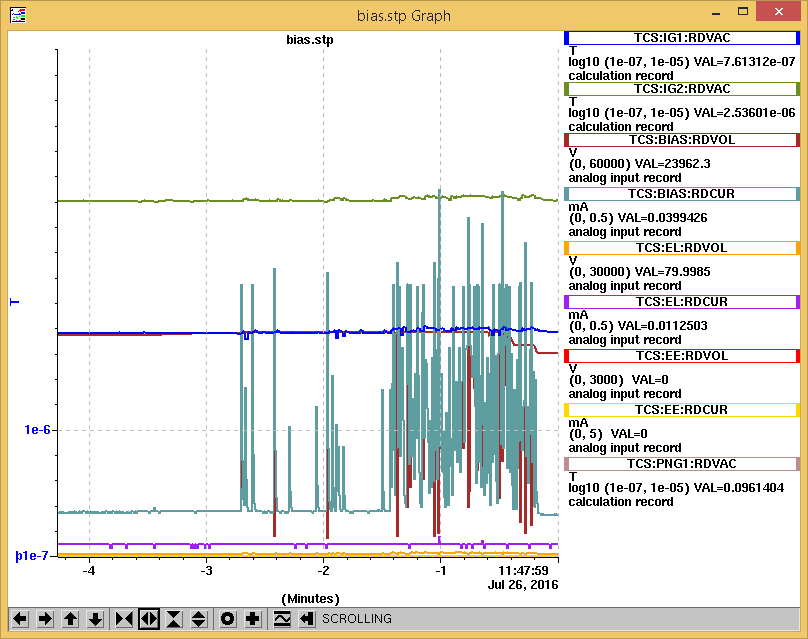 bias.stp Graph
bias.stp
T
1e-6
þ1e-7
-4
-3
-2
-1
11:47:59
Jul 26, 2016
(Minutes)
TCS:IG1:RDVAC
T
log10 (1e-07, 1e-05) VAL=7.61312e-07
calculation record
TCS:IG2:RDVAC
T
log10 (1e-07, 1e-05) VAL=2.53601e-06
calculation record
TCS:BIAS:RDVOL
V
(0, 60000) VAL=23962.3
analog input record
TCS:BIAS:RDCUR
mA
(0, 0.5) VAL=0.0399426
analog input record
TCS:EL:RDVOL
V
(0, 30000) VAL=79.9985
analog input record
TCS:EL:RDCUR
mA
(0, 0.5) VAL=0.0112503
analog input record
TCS:EE:RDVOL
V
(0, 3000) VAL=0
analog input record
TCS:EE:RDCUR
mA
(0, 5) VAL=0
analog input record
TCS:PNG1:RDVAC
T
log10 (1e-07, 1e-05) VAL=0.0961404
calculation record
SCROLLING